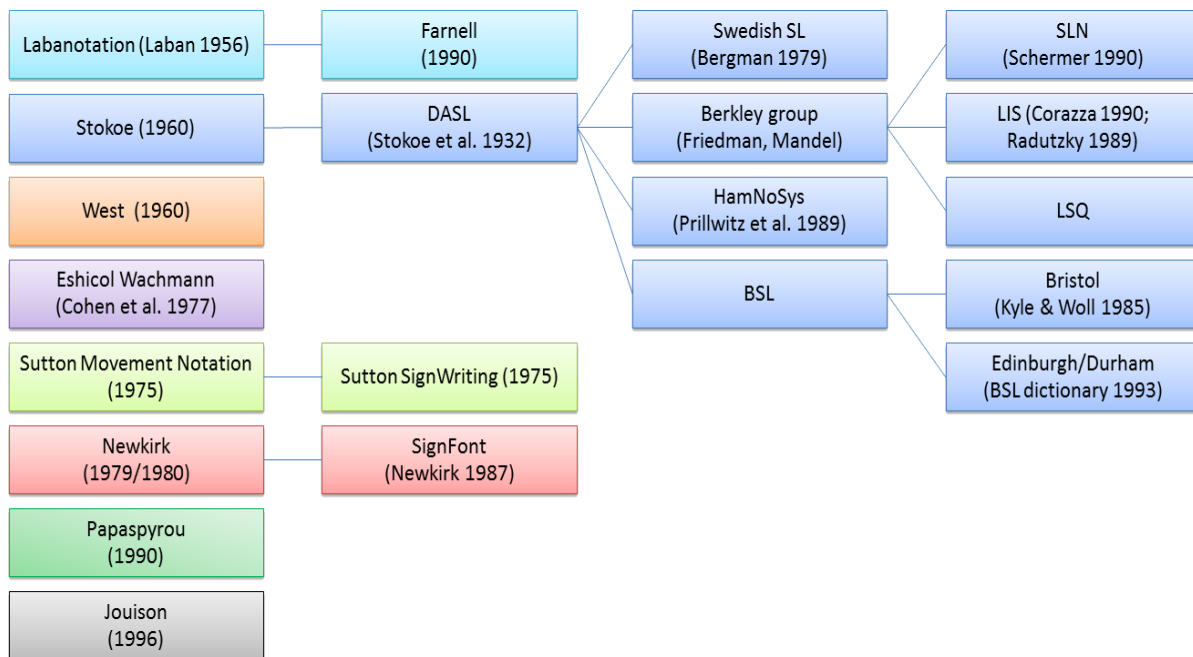 Labanotation (Laban 1956)
Farnell
(1990)
Swedish SL
(Bergman 1979)
SLN
(Schermer 1990)
Stokoe (1960)
DASL
(Stokoe et al. 1932)
Berkley group
(Friedman, Mandel)
LIS (Corazza 1990;
Radutzky 1989)
West (1960)
HamNoSys
(Prillwitz et al. 1989)
LSQ
Eshicol Wachmann
(Cohen et al. 1977)
BSL
Bristol
(Kyle & Woll 1985)
Sutton Movement Notation
(1975)
Sutton SignWriting (1975)
Edinburgh/Durham
(BSL dictionary 1993)
Newkirk
(1979/1980)
SignFont
(Newkirk 1987)
Papaspyrou
(1990)
Jouison
(1996)